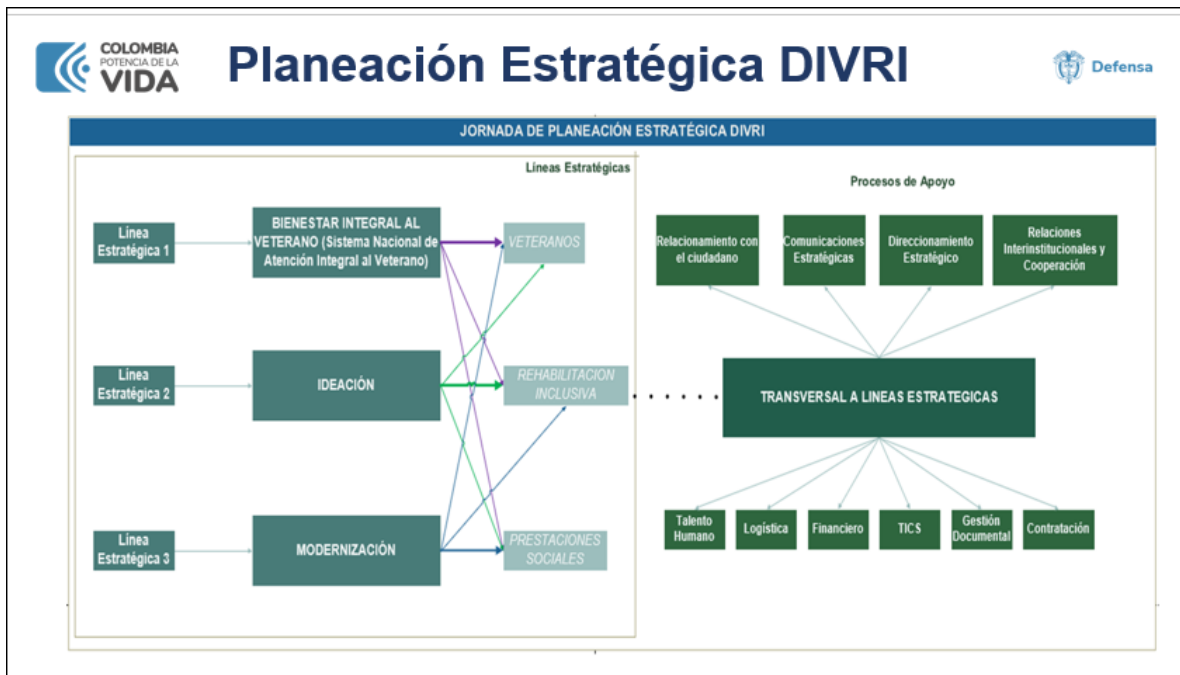 COLOMBIA
POTENCIA DE LA
VIDA
Planeación Estratégica DIVRI
Defensa
JORNADA DE PLANEACIÓN ESTRATÉGICA DIVRI
Líneas Estratégicas
Línea
Estratégica 1
BIENESTAR INTEGRAL AL
VETERANO (Sistema Nacional de
Atención Integral al Veterano)
VETERANOS
Línea
Estratégica 2
IDEACIÓN
REHABILITACION
INCLUSIVA
Línea
Estratégica 3
MODERNIZACIÓN
PRESTACIONES
SOCIALES
Procesos de Apoyo
Relacionamiento con
el ciudadano
Comunicaciones
Estratégicas
Direccionamiento
Estratégico
Relaciones
Interinstitucionales y
Cooperación
TRANSVERSAL A LINEAS ESTRATEGICAS
Talento
Humano
Logística
Financiero
TICS
Gestión
Documental
Contratación